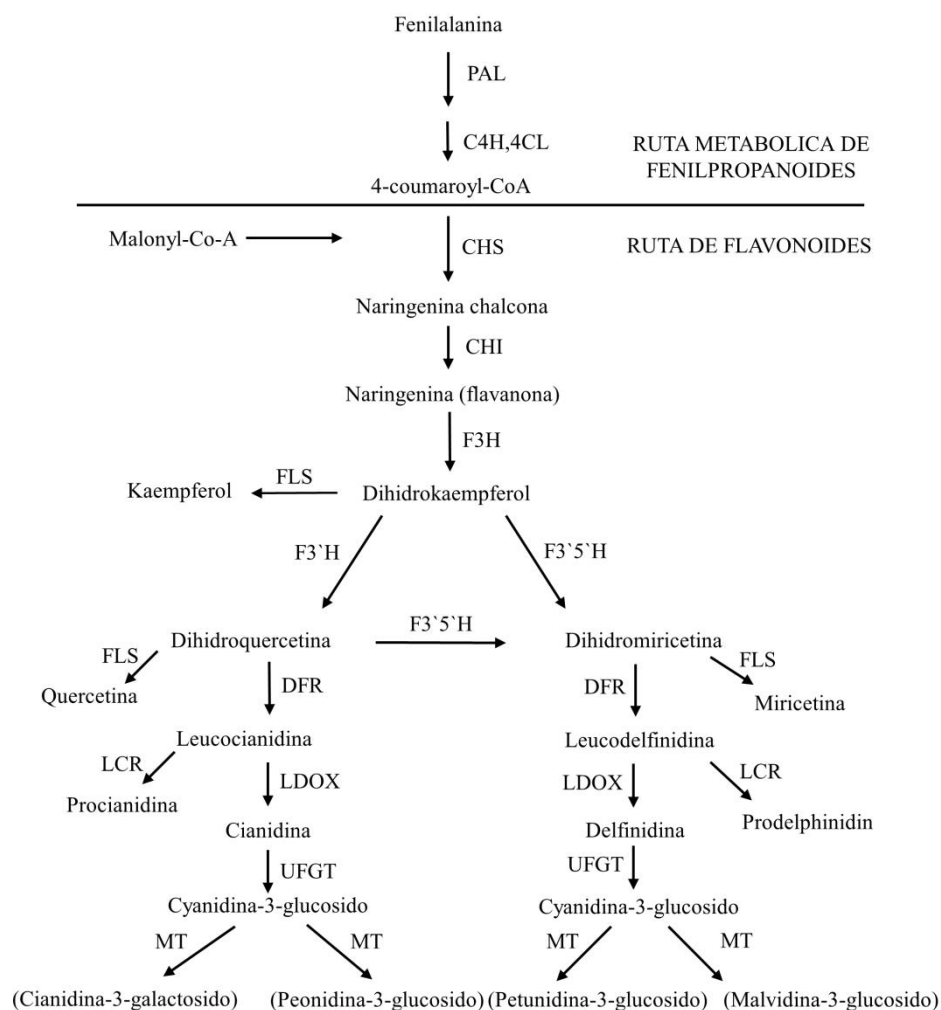 Fenilalanina
PAL
C4H,4CL
RUTA METABOLICA DE
FENILPROPANOIDES
4-coumaroyl-CoA
Malonyl-Co-A
CHS
RUTA DE FLAVONOIDES
Naringenina chalcona
CHI
Naringenina (flavanona)
F3H
Kaempferol
FLS
Dihidrokaempferol
F3`H
F3`5`H
Dihidroquercetina
F3`5`H
Dihidromiricetina
FLS
DFR
DFR
FLS
Quercetina
Miricetina
Leucocianidina
Leucodelfinidina
LCR
LDOX
LDOX
LCR
Procianidina
Prodelphinidin
Cianidina
Delfinidina
UFGT
UFGT
Cyanidina-3-glucosido
Cyanidina-3-glucosido
MT
MT
MT
MT
(Cianidina-3-galactosido)
(Peonidina-3-glucosido)
(Petunidina-3-glucosido)
(Malvidina-3-glucosido)